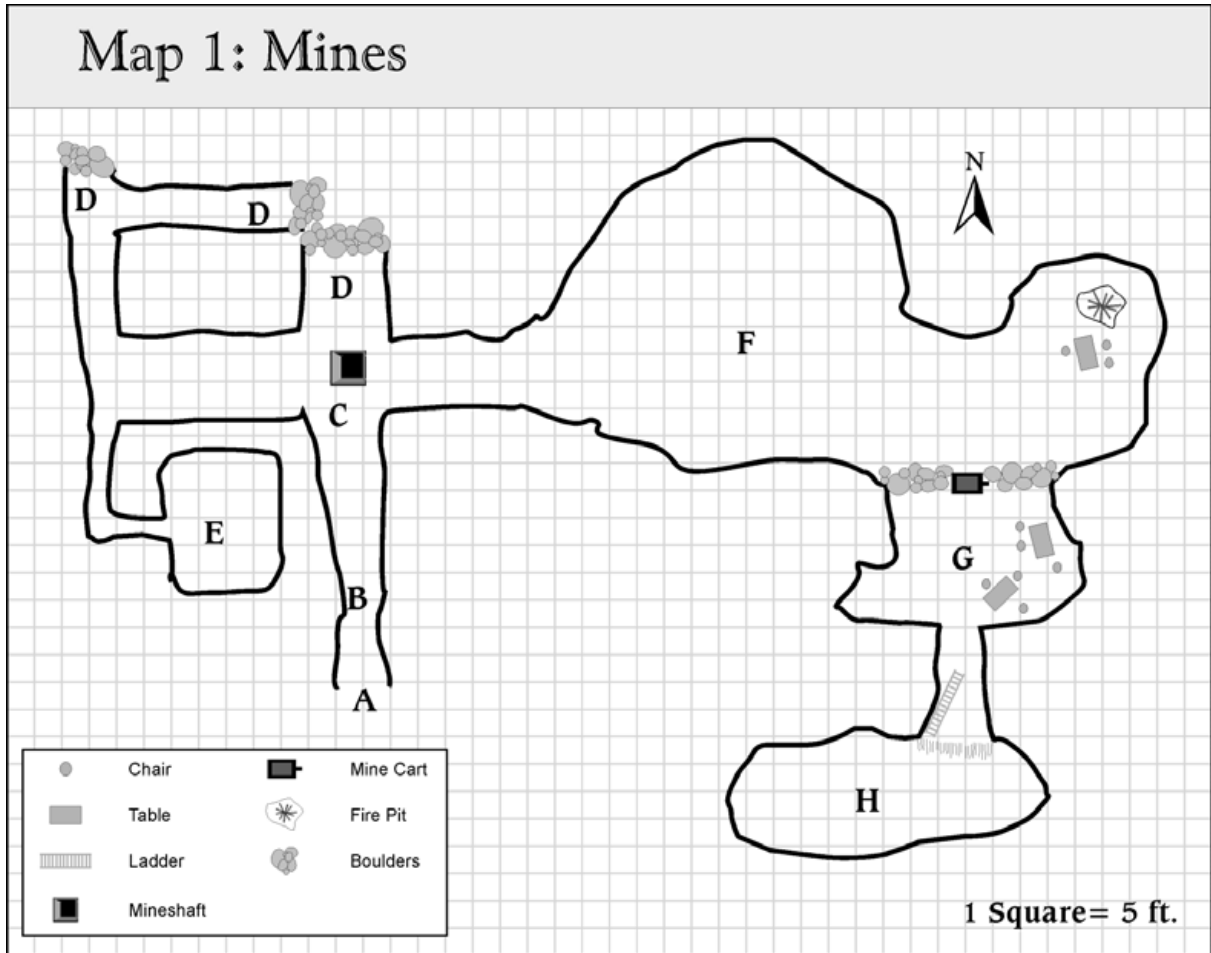 Map 1: Mines
N
D
D
D
F
C
E
G
B
A
H
Chair
Mine Cart
Table
Fire Pit
Ladder
Boulders
Mineshaft
1 Square= 5 ft.